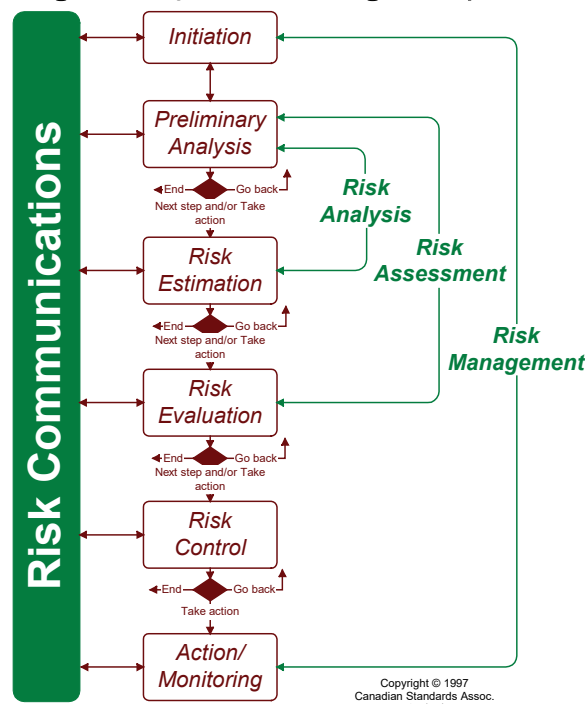 Risk Communications
Initiation
Preliminary
Analysis
End
Go back
Next step and/or Take
action
Risk
Estimation
End
Go back
Next step and/or Take
action
Risk
Evaluation
End
Go back
Next step and/or Take
action
Risk
Control
End
Go back
Take action
Action/
Monitoring
Risk
Analysis
Risk
Assessment
Risk
Management
Copyright © 1997
Canadian Standards Assoc.